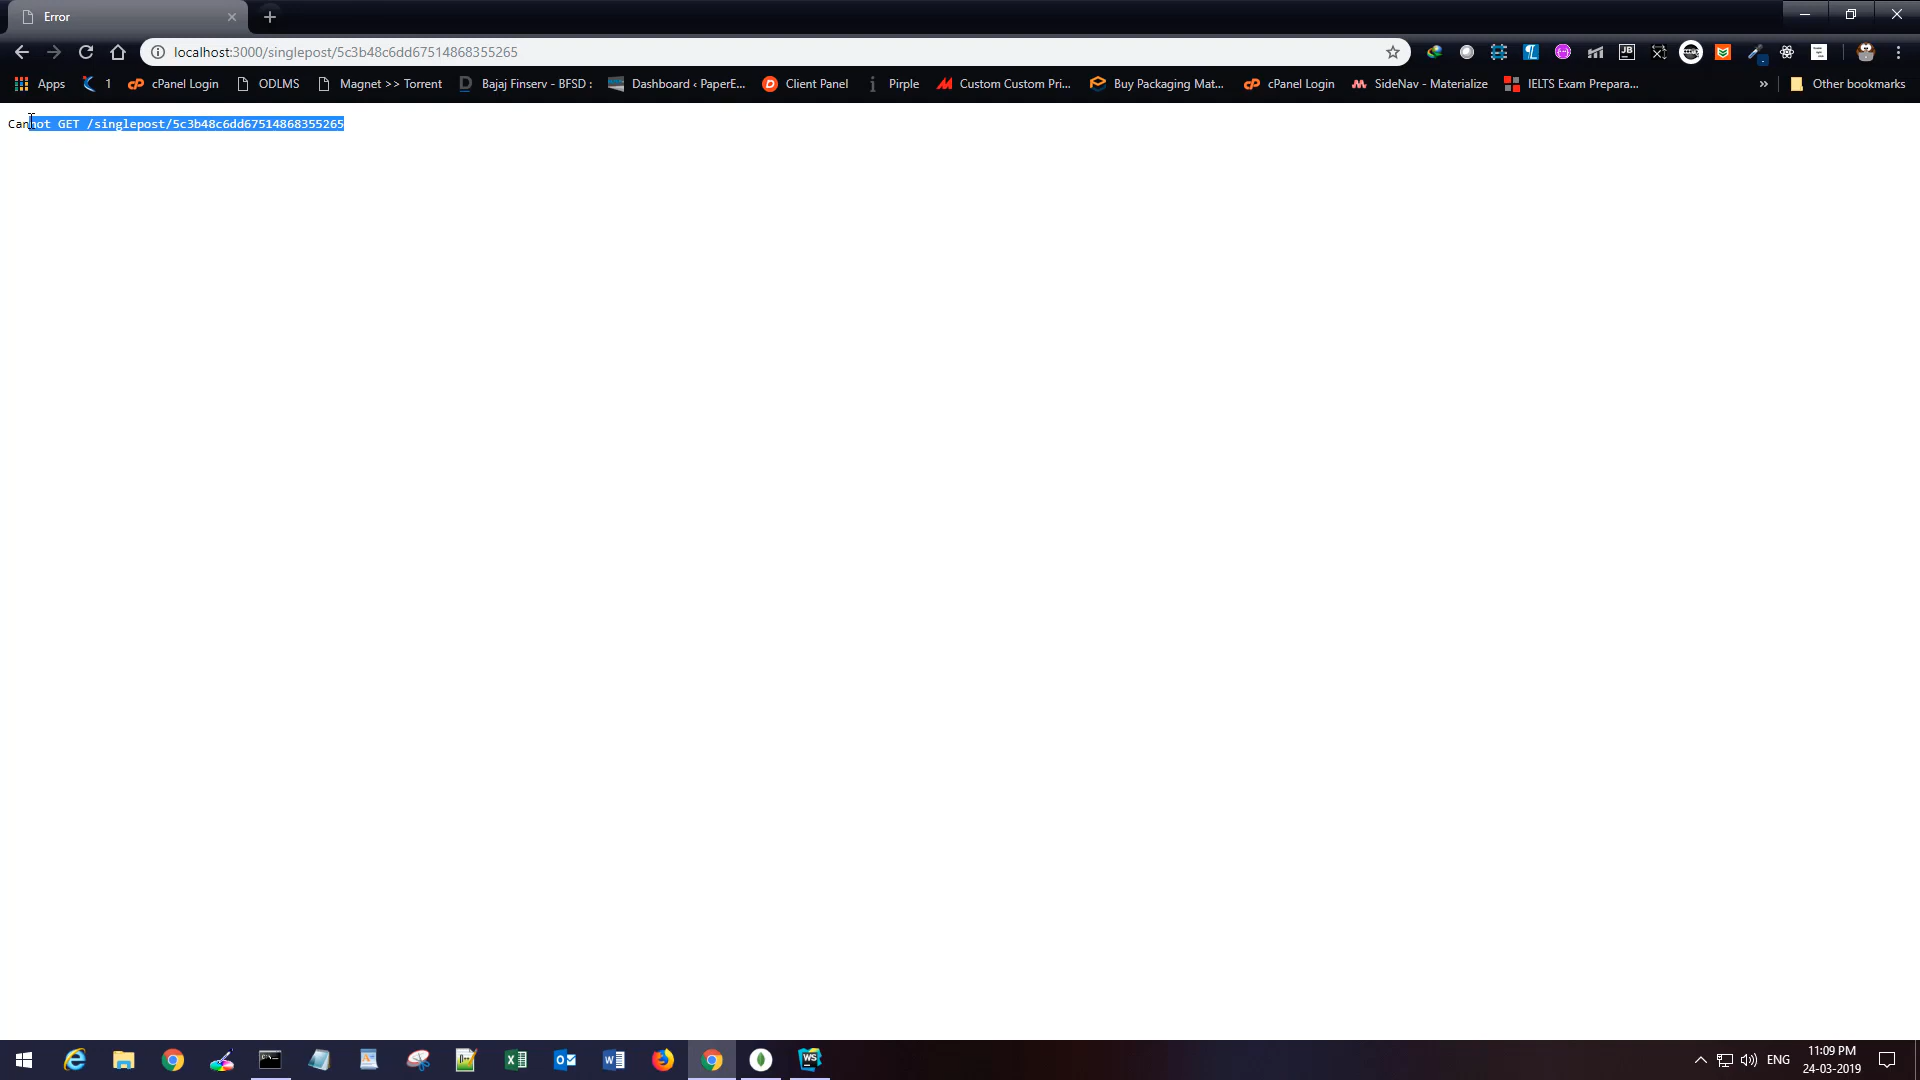 Error
localhost:3000/singlepost/5c3b48c6dd67514868355265
Apps 1 cPanel Login ODLMS Magnet >> Torrent Bajaj Finserv - BFSD : Dashboard ‹ PaperE... Client Panel Pirple Custom Custom Pri... Buy Packaging Mat... cPanel Login SideNav - Materialize IELTS Exam Prepara... » Other bookmarks
Cannot GET /singlepost/5c3b48c6dd67514868355265
ENG
11:09 PM
24-03-2019